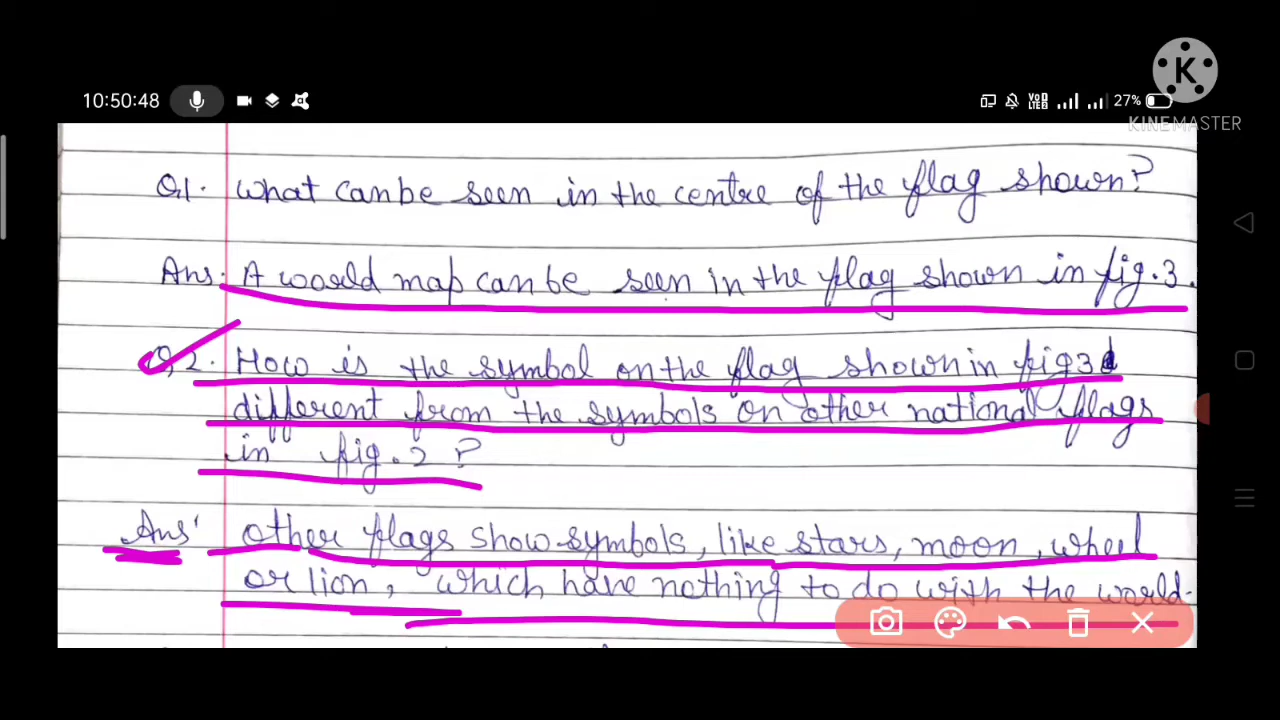 10:50:48
Vo LTE 27%
K
KINEMASTER
Q1. What can be seen in the centre of the flag shown?
Ans: A world map can be seen in the flag shown in fig.3.
Q2. How is the symbol on the flag shown in fig 3
different from the symbols on other national flags
in fig.2?
Ans' Other flags show symbols, like stars, moon, wheel
or lion, which have nothing to do with the world.